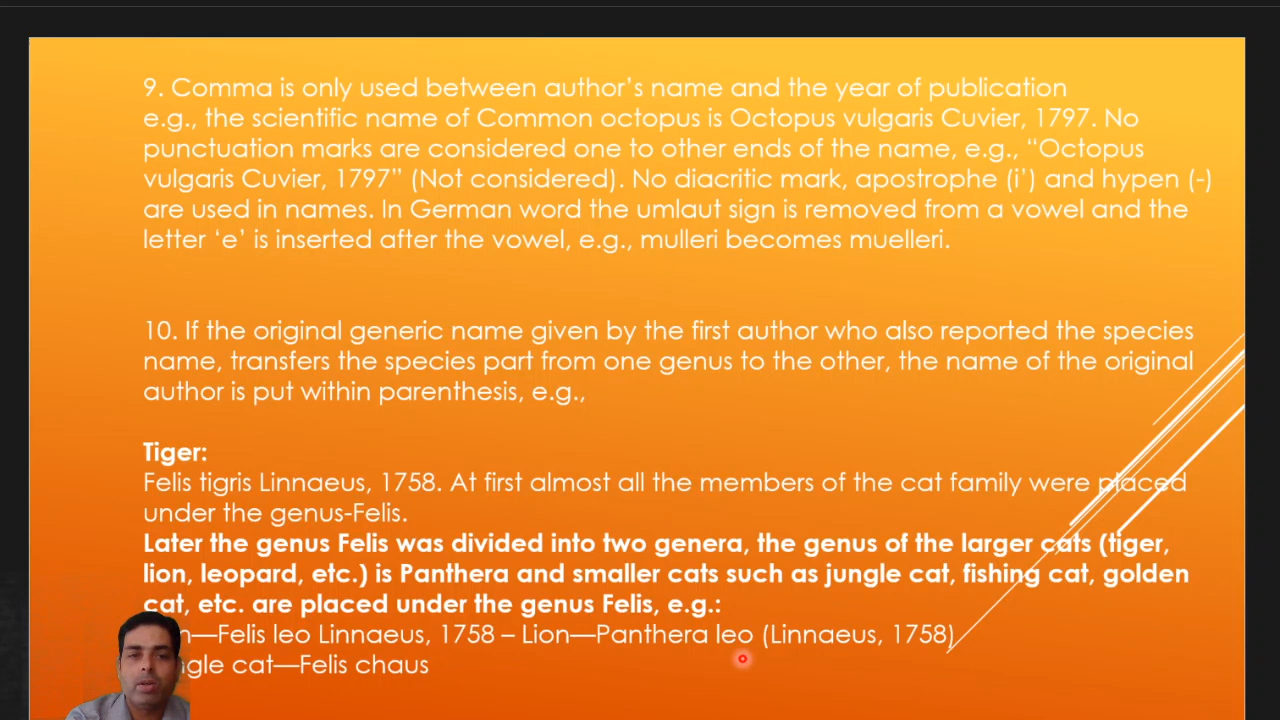 9. Comma is only used between author’s name and the year of publication
e.g., the scientific name of Common octopus is Octopus vulgaris Cuvier, 1797. No
punctuation marks are considered one to other ends of the name, e.g., “Octopus
vulgaris Cuvier, 1797” (Not considered). No diacritic mark, apostrophe (i’) and hypen (-)
are used in names. In German word the umlaut sign is removed from a vowel and the
letter ‘e’ is inserted after the vowel, e.g., mulleri becomes muelleri.
10. If the original generic name given by the first author who also reported the species
name, transfers the species part from one genus to the other, the name of the original
author is put within parenthesis, e.g.,
Tiger:
Felis tigris Linnaeus, 1758. At first almost all the members of the cat family were placed
under the genus-Felis.
Later the genus Felis was divided into two genera, the genus of the larger cats (tiger,
lion, leopard, etc.) is Panthera and smaller cats such as jungle cat, fishing cat, golden
cat, etc. are placed under the genus Felis, e.g.:
—Felis leo Linnaeus, 1758 – Lion—Panthera leo (Linnaeus, 1758)
cat—Felis chaus